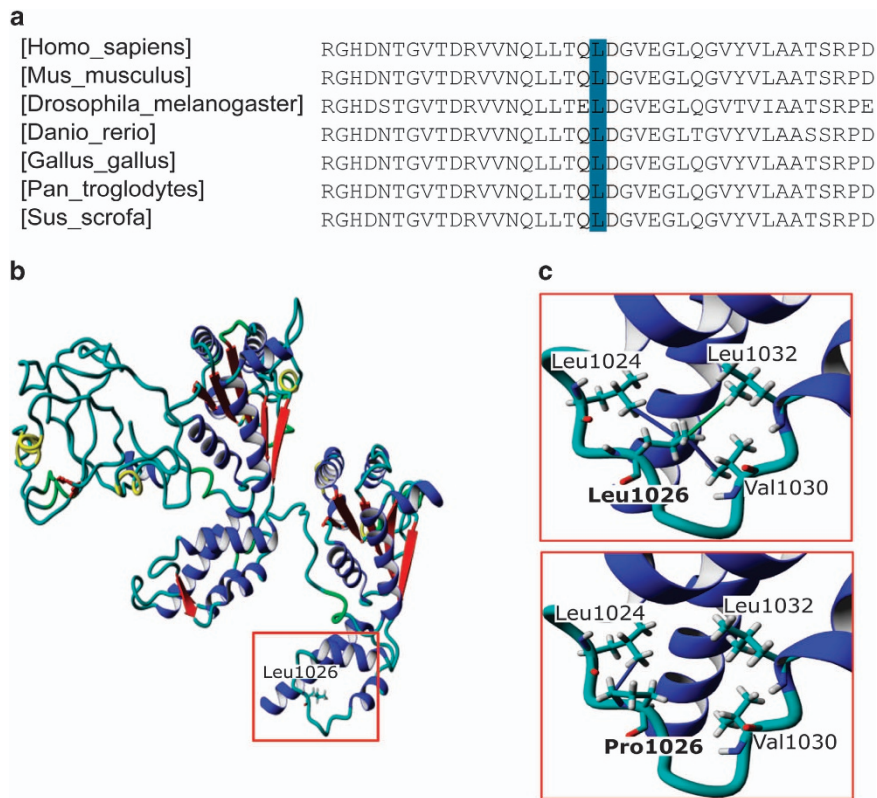 a
[Homo_sapiens] RGHDNTGVTDRVVNQLLTQLDGVEGLQGVYVLAATSRPD
[Mus_musculus] RGHDNTGVTDRVVNQLLTQLDGVEGLQGVYVLAATSRPD
[Drosophila_melanogaster] RGHDSTGVTDRVVNQLLTELDGVEGLQGVTVIAATSRPE
[Danio_rerio] RGHDNTGVTDRVVNQLLTQLDGVEGLTGVYVLAASSRPD
[Gallus_gallus] RGHDNTGVTDRVVNQLLTQLDGVEGLQGVYVLAATSRPD
[Pan_troglodytes] RGHDNTGVTDRVVNQLLTQLDGVEGLQGVYVLAATSRPD
[Sus_scrofa] RGHDNTGVTDRVVNQLLTQLDGVEGLQGVYVLAATSRPD
b
Leu1026
c
Leu1024
Leu1032
Leu1026
Val1030
Leu1024
Leu1032
Pro1026
Val1030